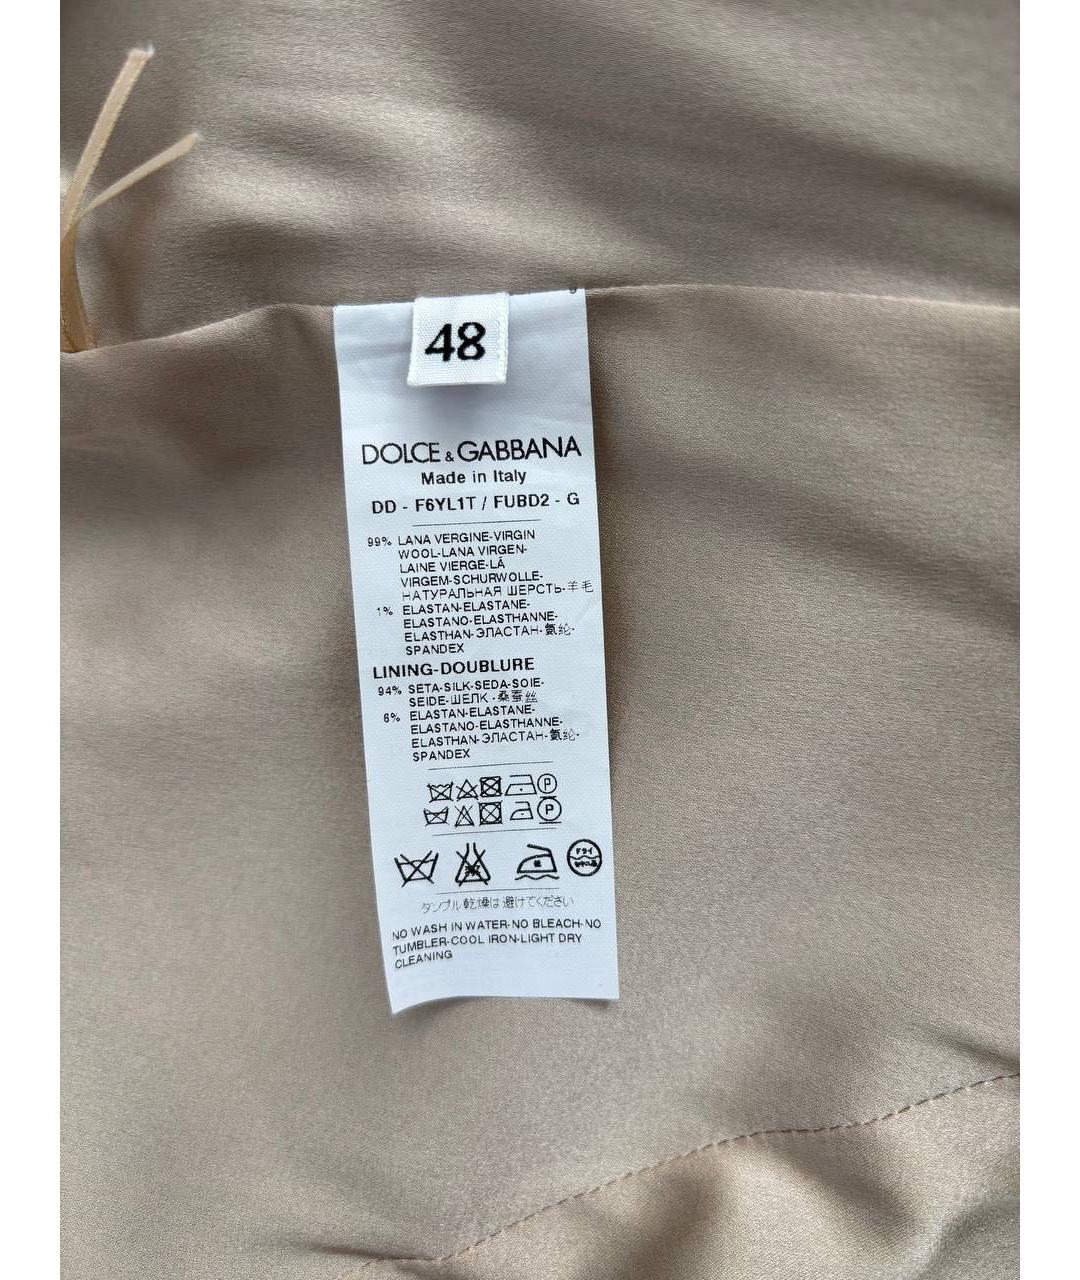 48
DOLCE & GABBANA
Made in Italy
DD - F6YL1T / FUBD2 - G
99% LANA VERGINE-VIRGIN
WOOL-LANA VIRGEN-
LAINE VIERGE-LÃ
VIRGEM-SCHURWOLLE-
НАТУРАЛЬНАЯ ШЕРСТЬ-羊毛
1% ELASTAN-ELASTANE-
ELASTANO-ELASTHANNE-
ELASTHAN-ЭЛАСТАН-氨纶-
SPANDEX
LINING-DOUBLURE
94% SETA-SILK-SEDA-SOIE-
SEIDE-ШЕЛК-桑蚕丝
6% ELASTAN-ELASTANE-
ELASTANO-ELASTHANNE-
ELASTHAN-ЭЛАСТАН-氨纶-
SPANDEX
P
P
ドライ
タンブル乾燥は避けてください
NO WASH IN WATER-NO BLEACH-NO
TUMBLER-COOL IRON-LIGHT DRY
CLEANING